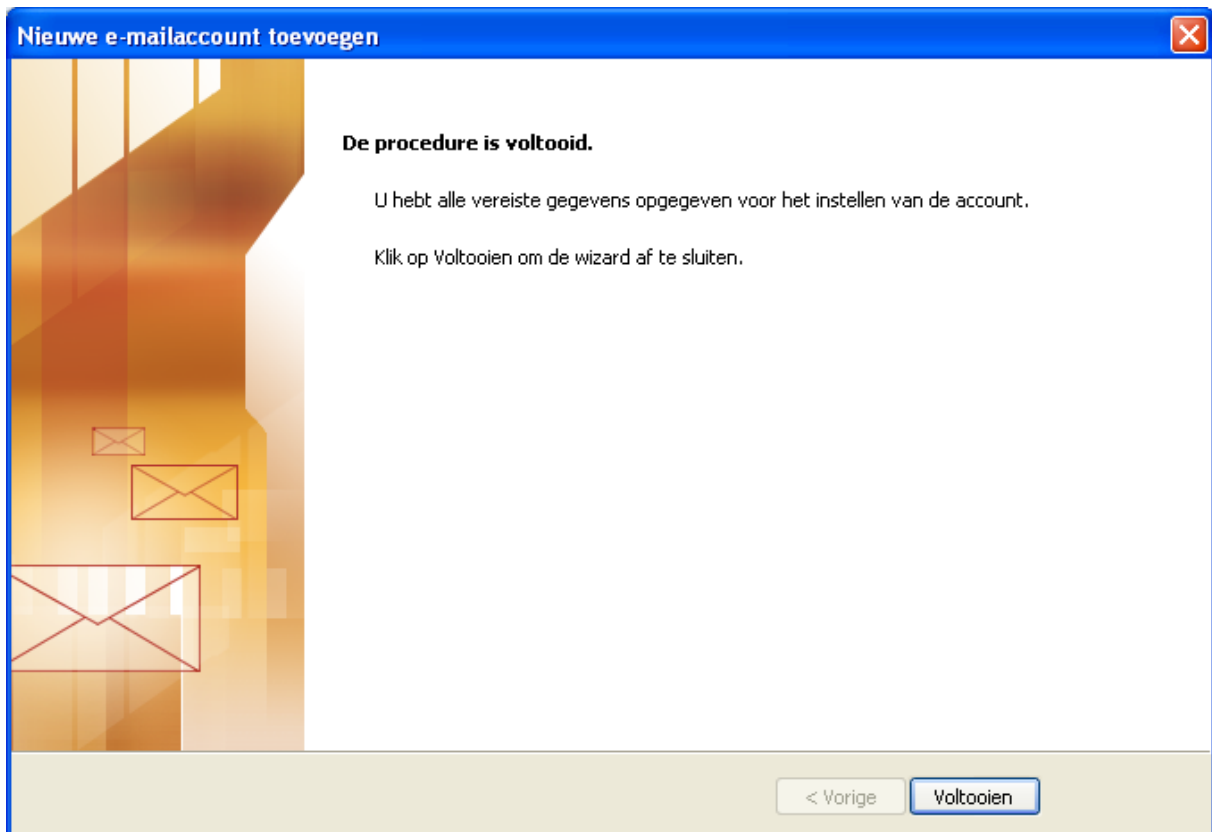 Nieuwe e-mailaccount toevoegen
De procedure is voltooid.
U hebt alle vereiste gegevens opgegeven voor het instellen van de account.
Klik op Voltooien om de wizard af te sluiten.
< Vorige
Voltooien